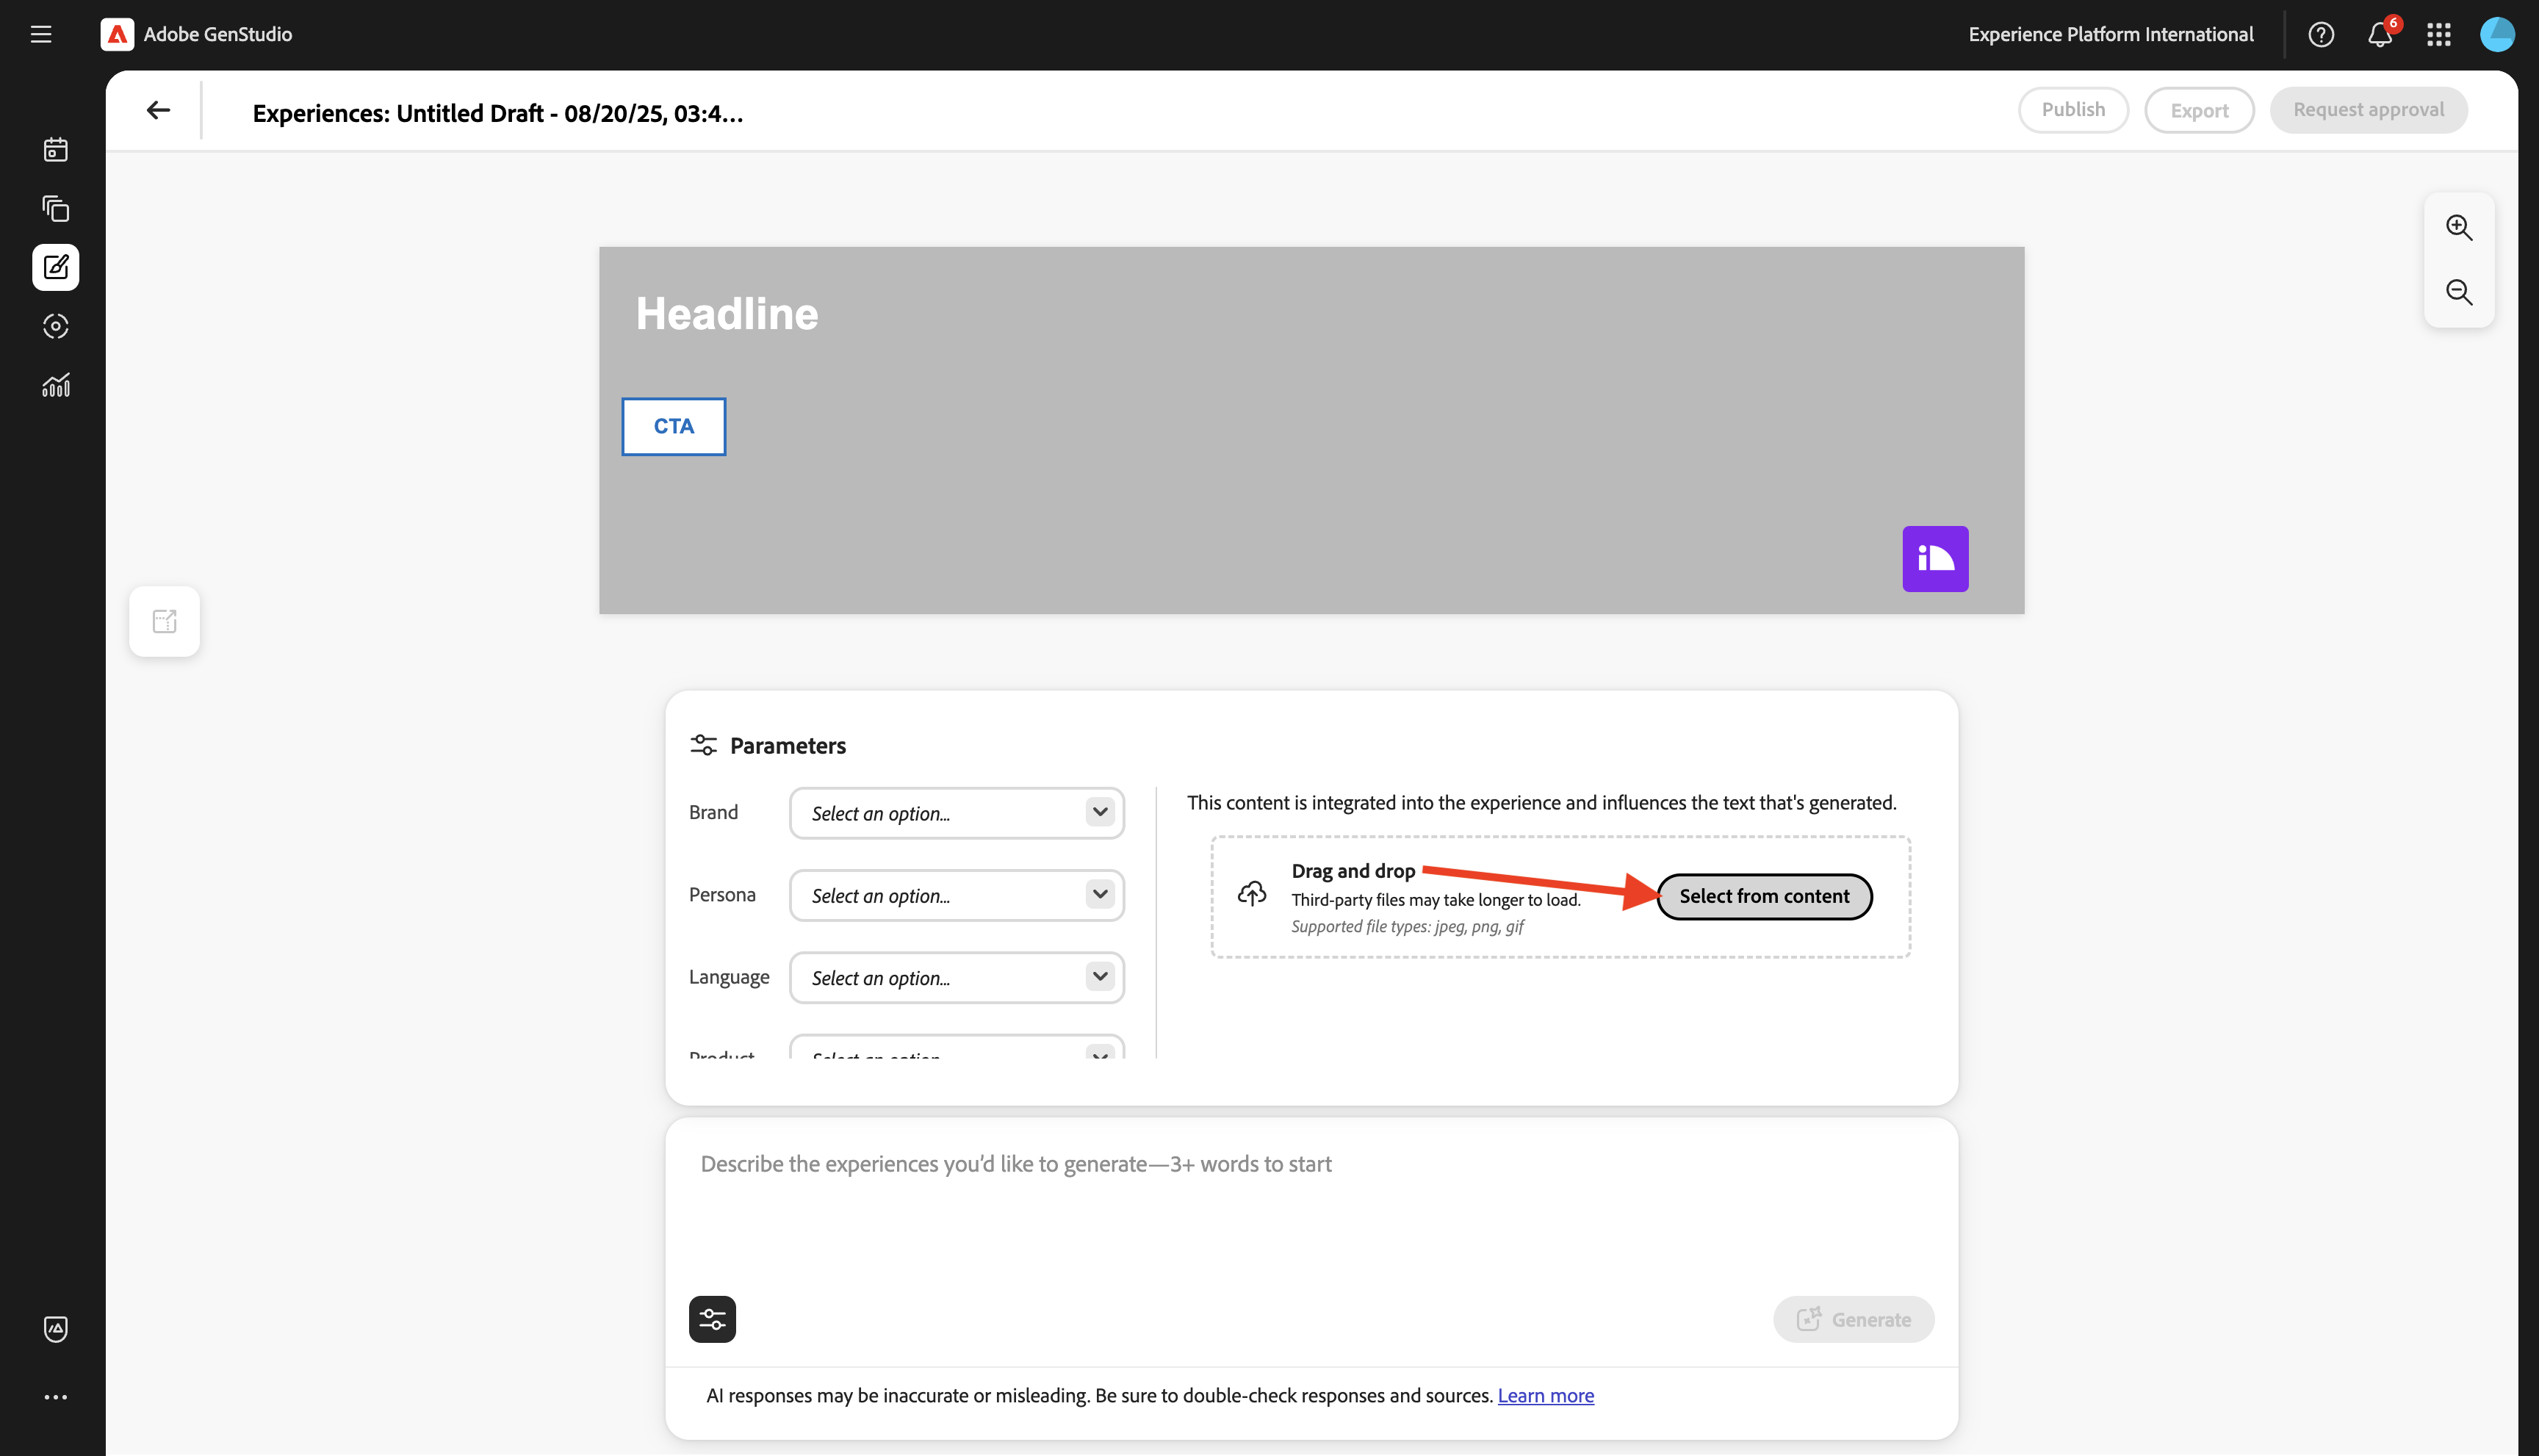 Adobe GenStudio
Experience Platform International
6
Experiences: Untitled Draft - 08/20/25, 03:4...
Publish
Export
Request approval
Headline
CTA
Parameters
Brand
Select an option...
Persona
Select an option...
Language
Select an option...
Product
Select an option...
This content is integrated into the experience and influences the text that's generated.
Drag and drop
Third-party files may take longer to load.
Supported file types: jpeg, png, gif
Select from content
Describe the experiences you’d like to generate—3+ words to start
Generate
AI responses may be inaccurate or misleading. Be sure to double-check responses and sources. Learn more